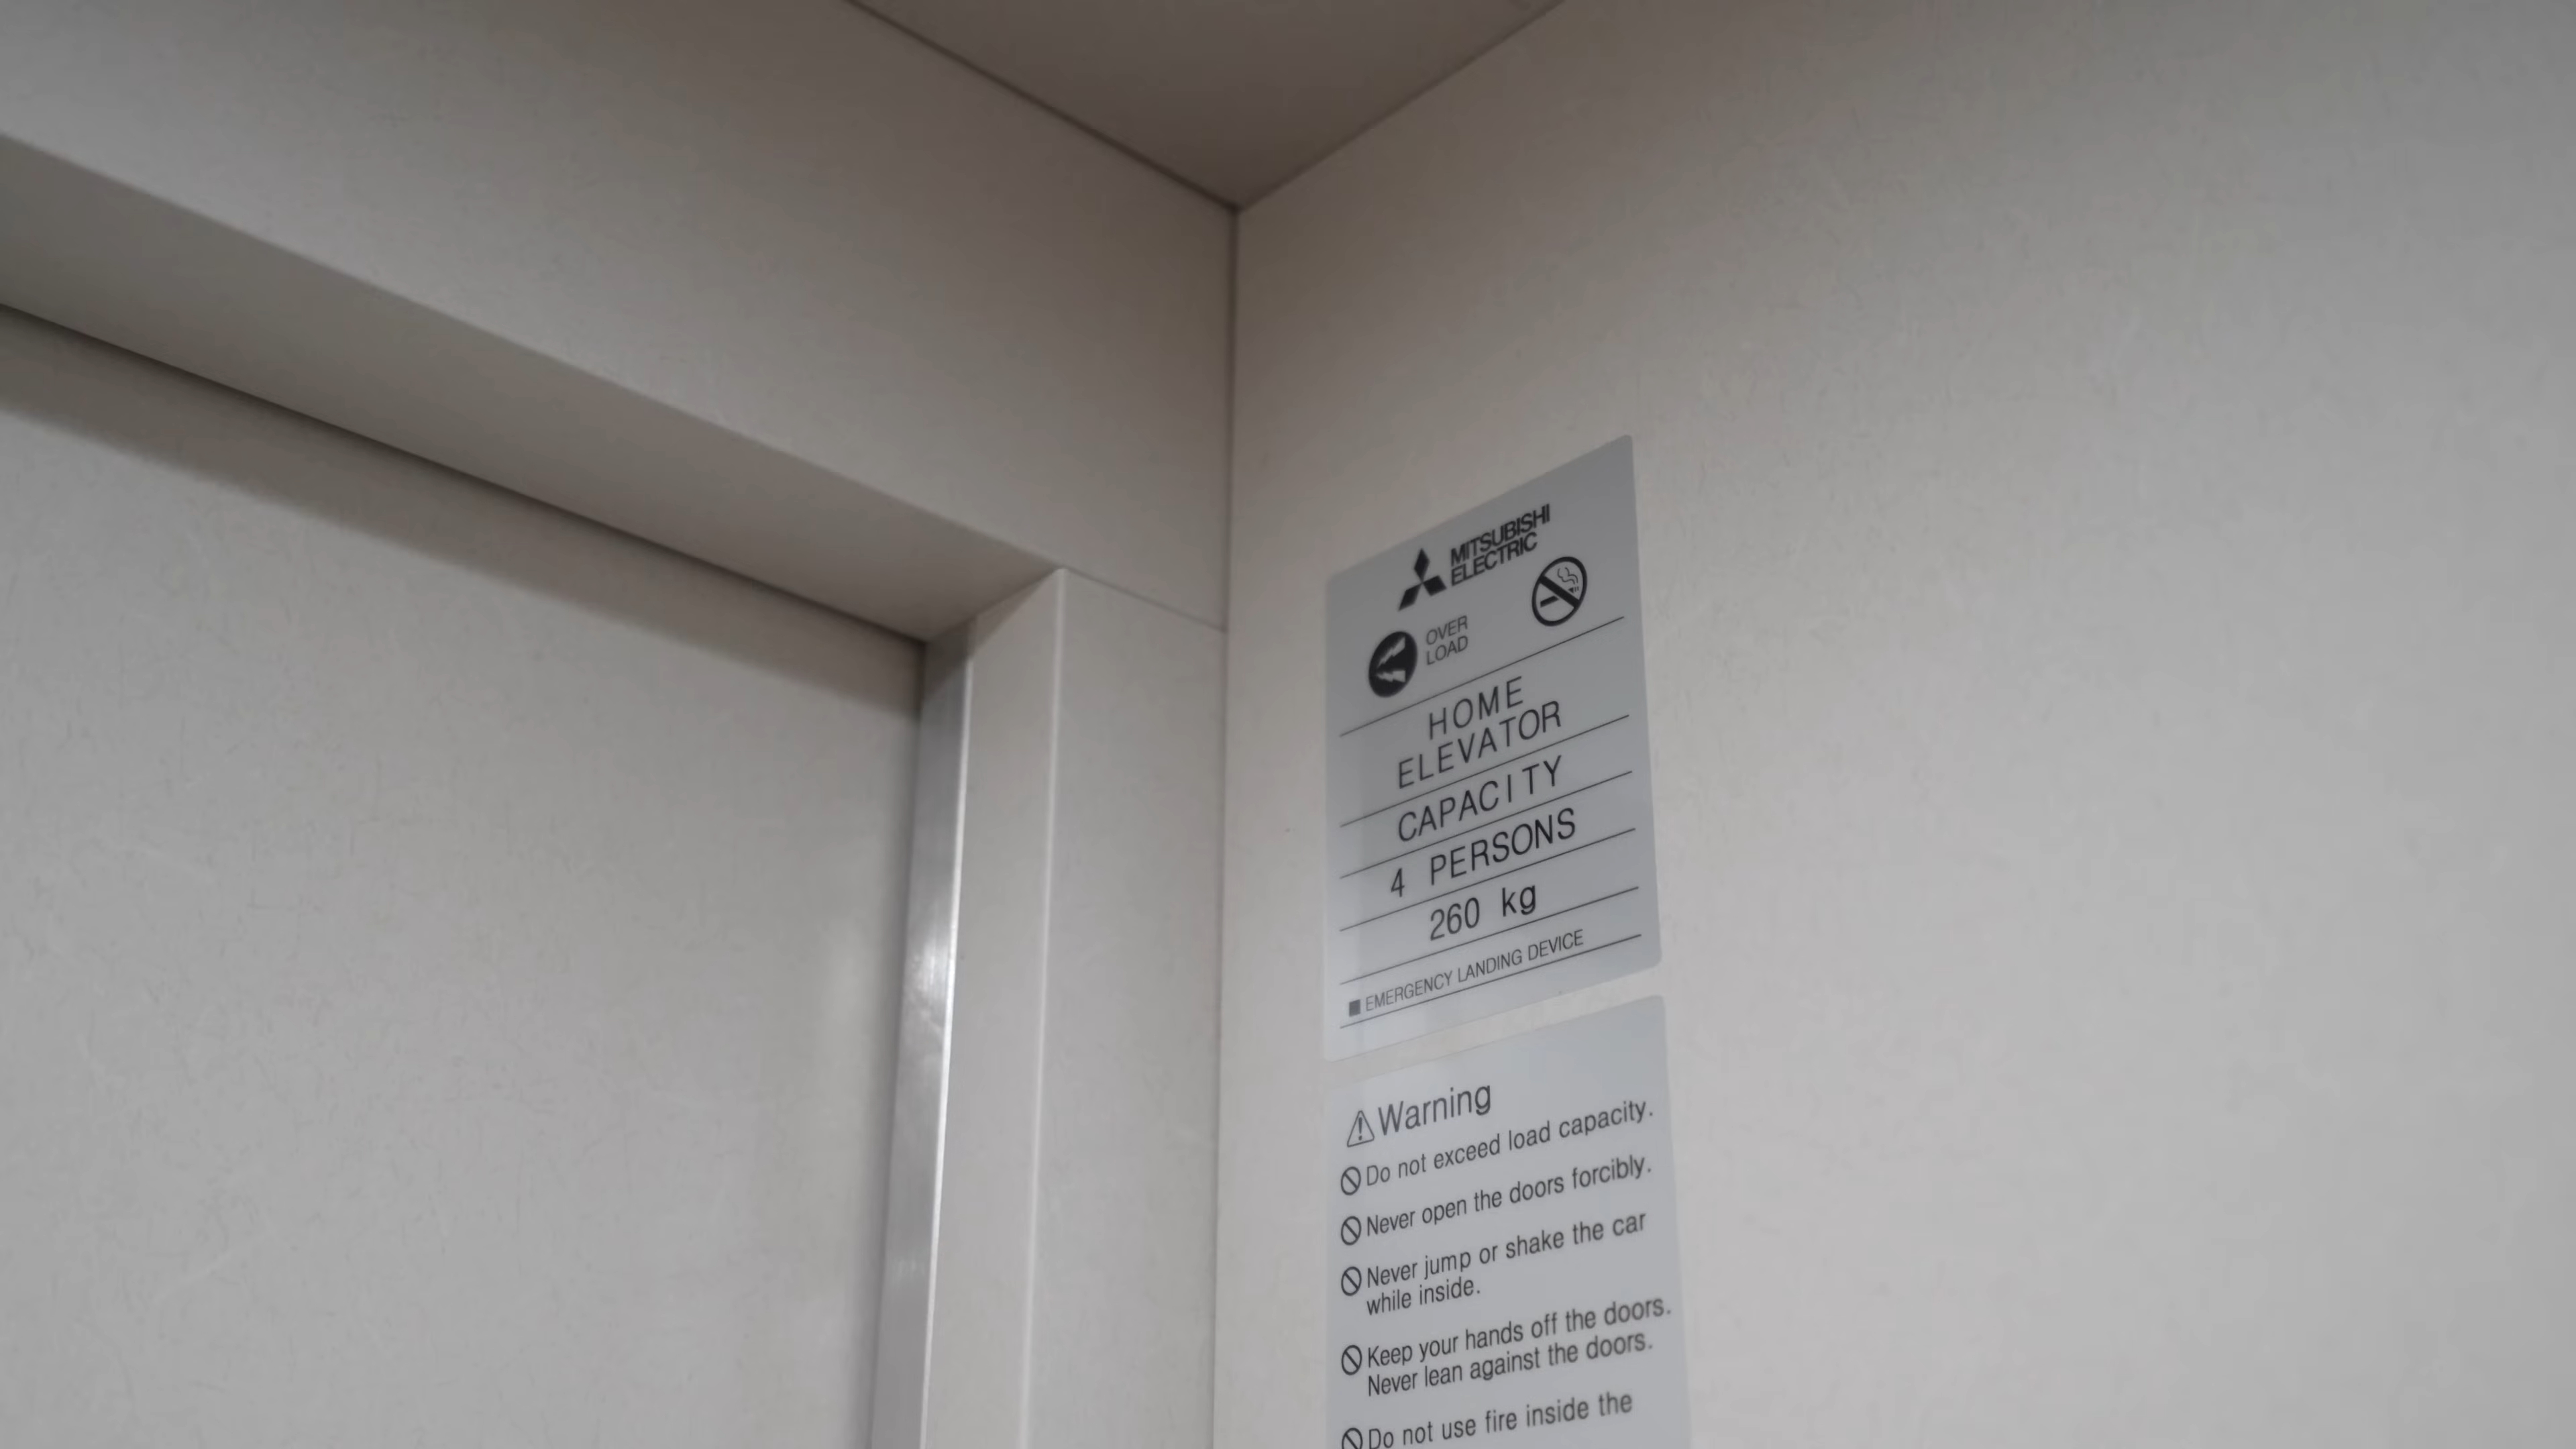 MITSUBISHI
ELECTRIC
OVER
LOAD
HOME
ELEVATOR
CAPACITY
4 PERSONS
260 kg
■ EMERGENCY LANDING DEVICE
Warning
Do not exceed load capacity.
Never open the doors forcibly.
Never jump or shake the car
while inside.
Keep your hands off the doors.
Never lean against the doors.
Do not use fire inside the